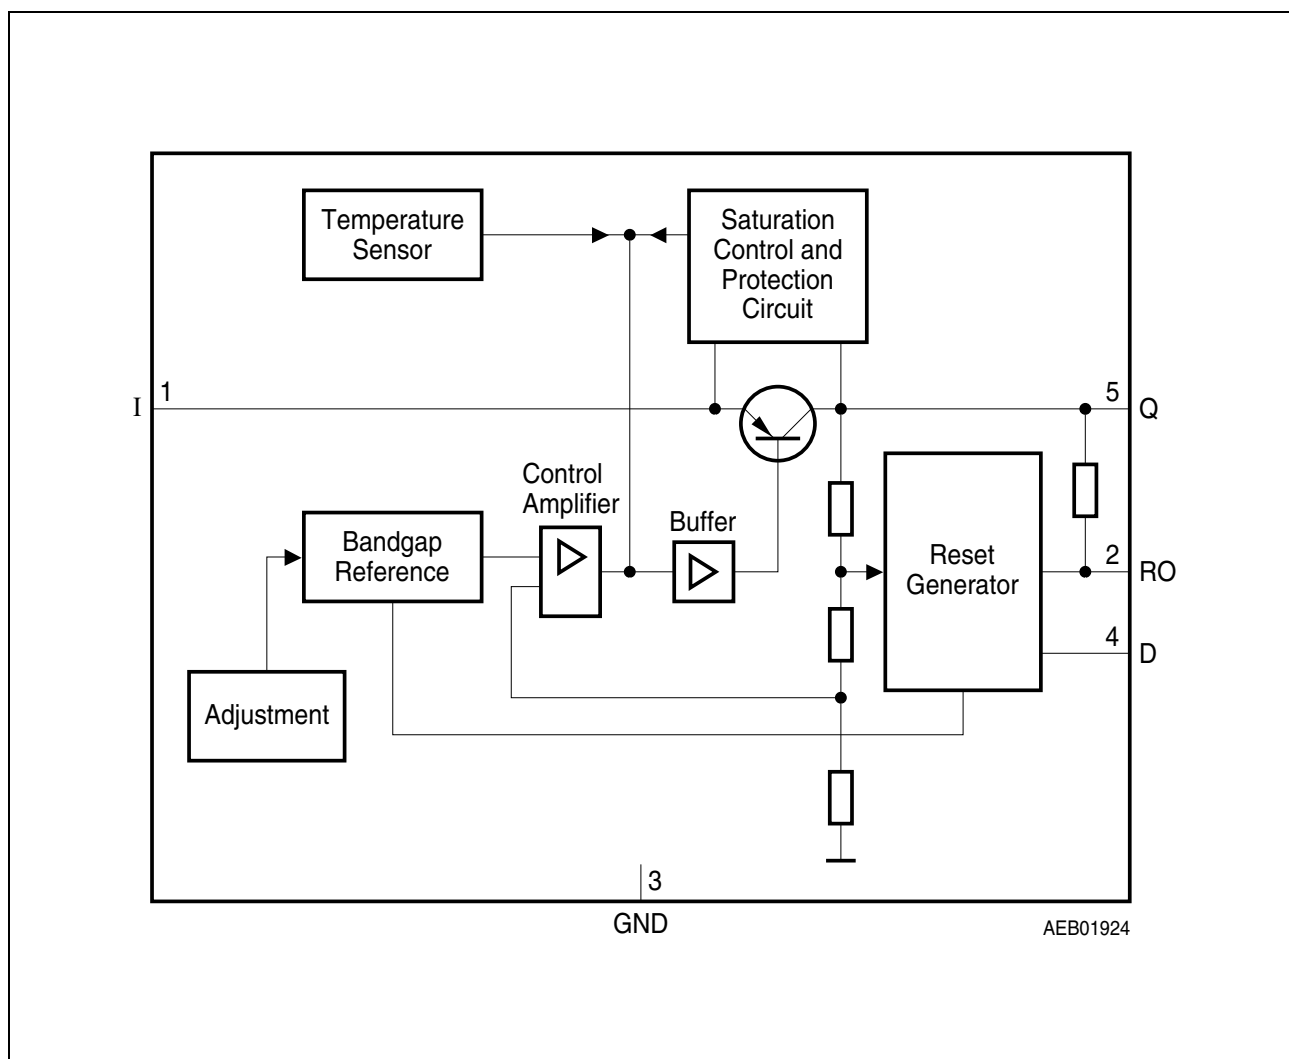 Temperature
Sensor
Saturation
Control and
Protection
Circuit
I
1
5
Q
Control
Amplifier
Buffer
Bandgap
Reference
Reset
Generator
2
RO
4
D
Adjustment
3
GND
AEB01924